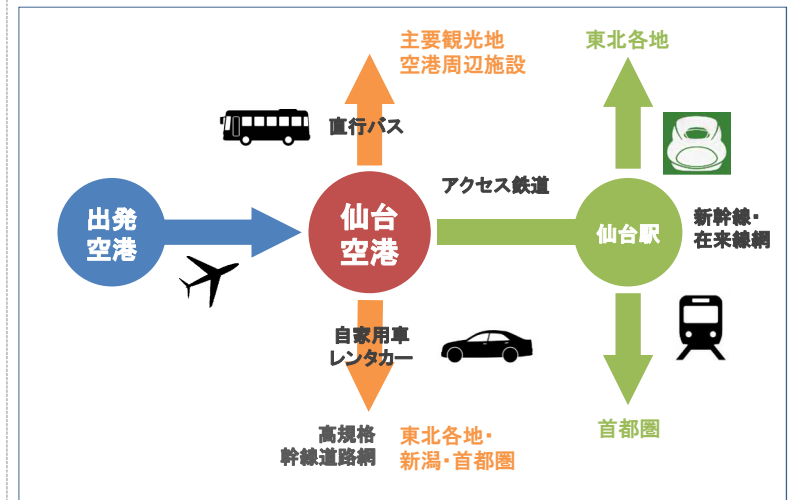 主要観光地
空港周辺施設
東北各地
直行バス
アクセス鉄道
出発
空港
仙台
空港
仙台駅
新幹線・
在来線網
自家用車
レンタカー
高規格
幹線道路網
東北各地・
新潟・首都圏
首都圏